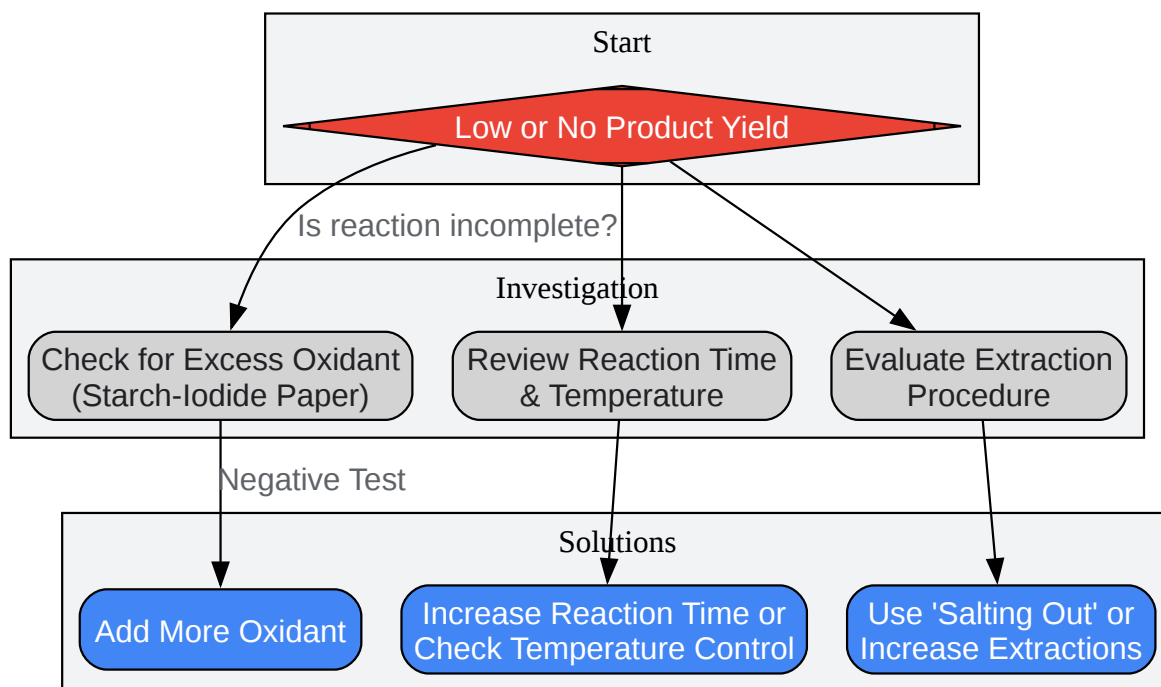 Start
Low or No Product Yield
Is reaction incomplete?
Investigation
Check for Excess Oxidant
(Starch-Iodide Paper)
Review Reaction Time
& Temperature
Evaluate Extraction
Procedure
Negative Test
Solutions
Add More Oxidant
Increase Reaction Time or
Check Temperature Control
Use 'Salting Out' or
Increase Extractions